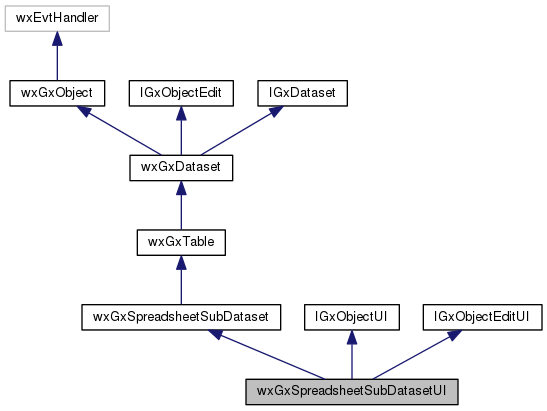 wxEvtHandler
wxGxObject
IGxObjectEdit
IGxDataset
wxGxDataset
wxGxTable
wxGxSpreadsheetSubDataset
IGxObjectUI
IGxObjectEditUI
wxGxSpreadsheetSubDatasetUI